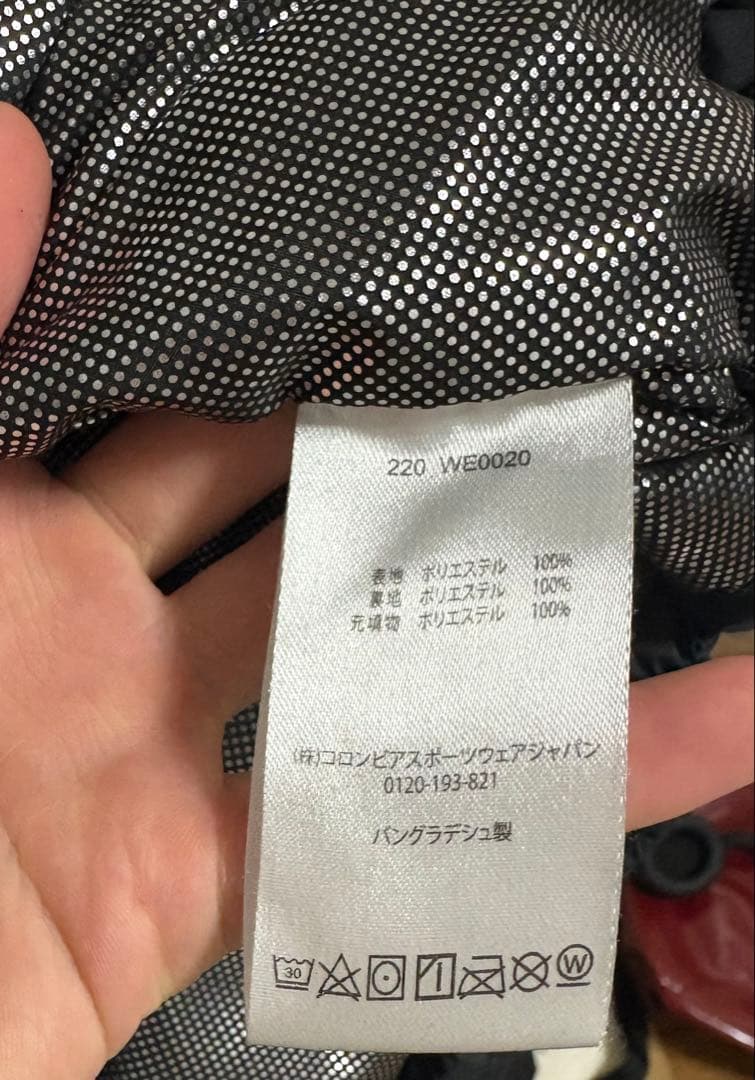 220 WE0020
表地 ポリエステル 100%
裏地 ポリエステル 100%
充填物 ポリエステル 100%
(株)コロンビアスポーツウェアジャパン
0120-193-821
バングラデシュ製
30 W